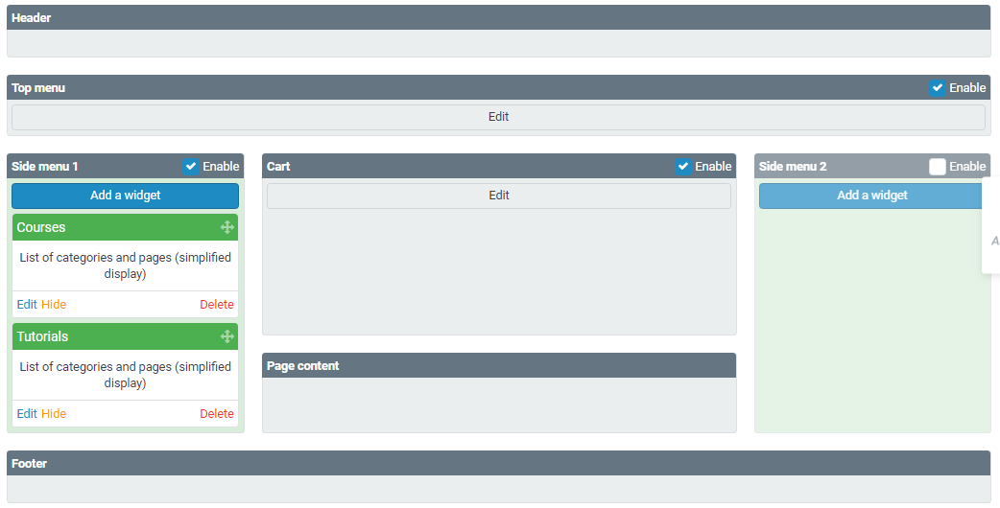 Header
Top menu
Enable
Edit
Side menu 1
Enable
Add a widget
Courses
List of categories and pages (simplified
display)
Edit Hide
Delete
Tutorials
List of categories and pages (simplified
display)
Edit Hide
Delete
Cart
Enable
Edit
Page content
Side menu 2
Enable
Add a widget
A
Footer